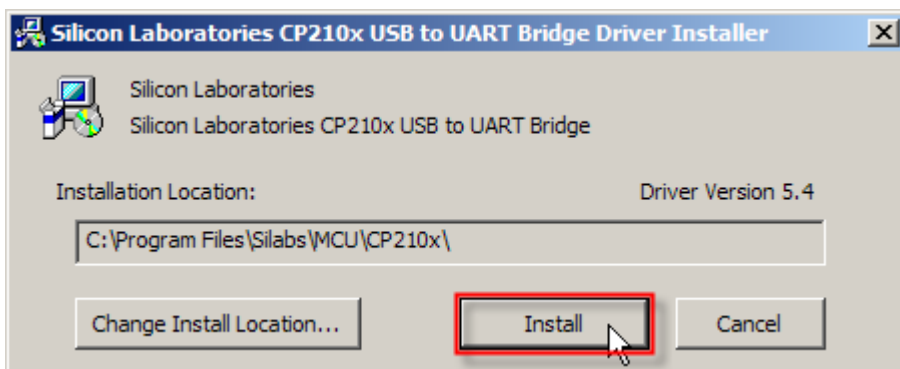 Silicon Laboratories CP210x USB to UART Bridge Driver Installer
Silicon Laboratories
Silicon Laboratories CP210x USB to UART Bridge
Installation Location: Driver Version 5.4
C:\Program Files\Silabs\MCU\CP210x\
Change Install Location... Install Cancel